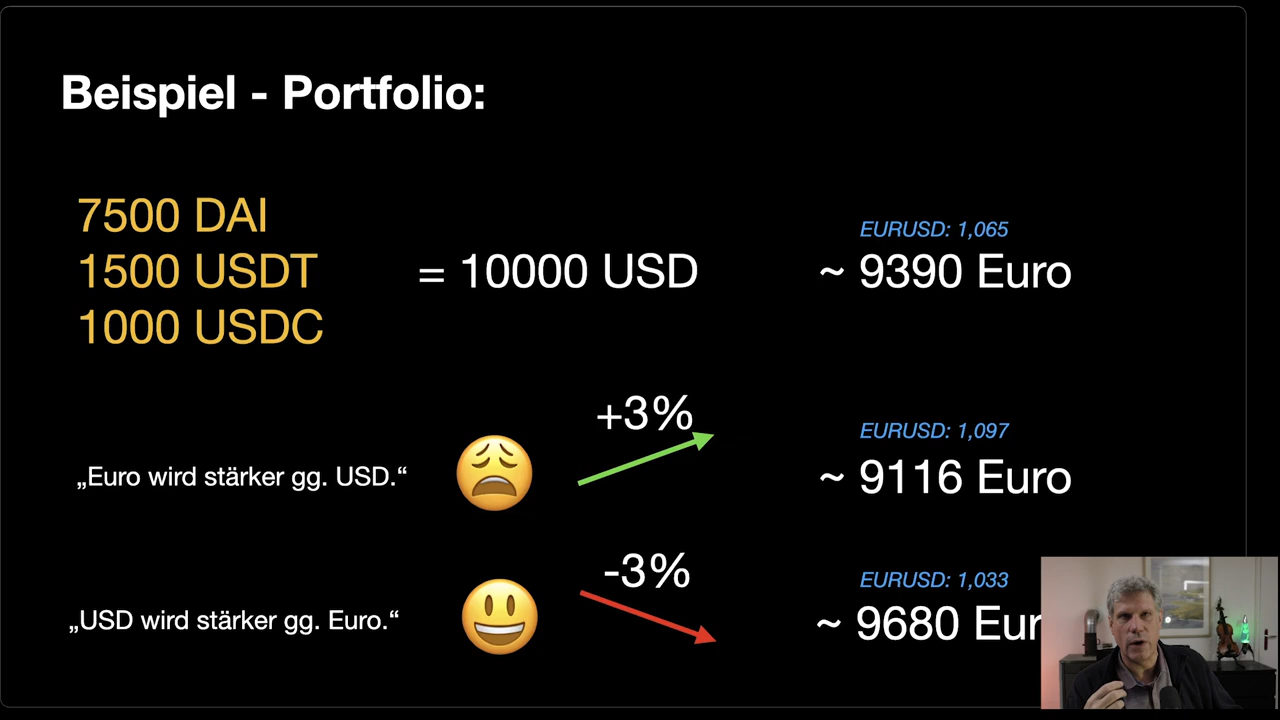 Beispiel - Portfolio:
7500 DAI
1500 USDT
1000 USDC
= 10000 USD
EURUSD: 1,065
~ 9390 Euro
„Euro wird stärker gg. USD.“
+3%
EURUSD: 1,097
~ 9116 Euro
„USD wird stärker gg. Euro.“
-3%
EURUSD: 1,033
~ 9680 Eur